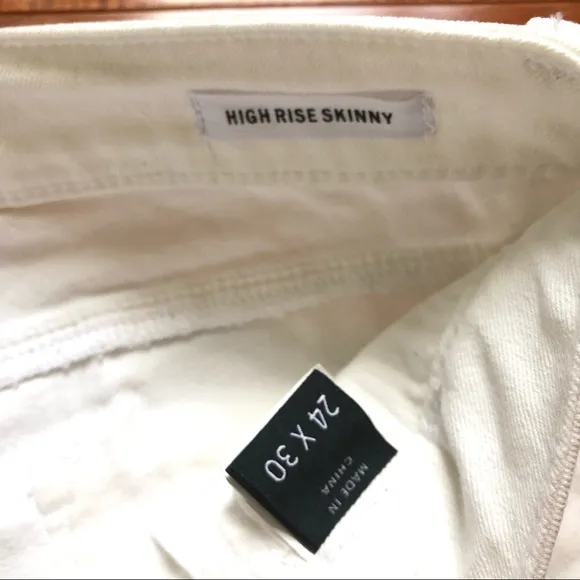 HIGH RISE SKINNY
24 X 30
MADE IN
CHINA